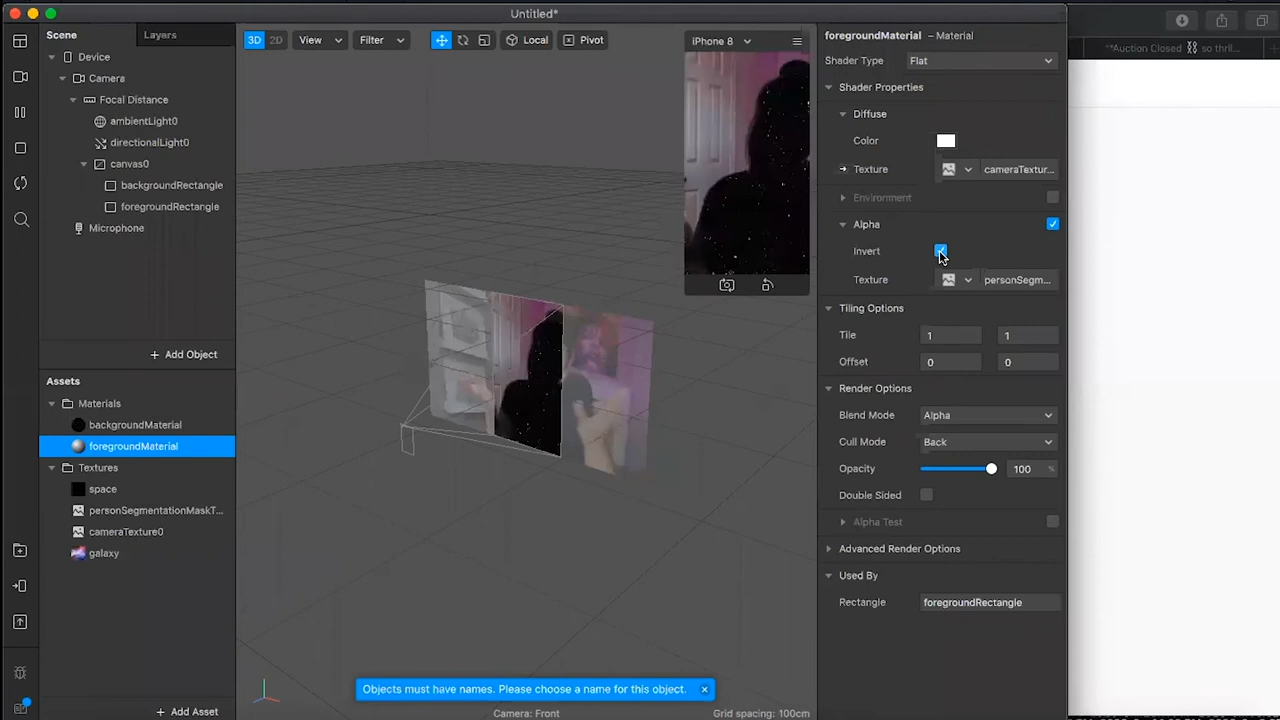 Untitled*
Scene
Layers
Device
Camera
Focal Distance
ambientLight0
directionalLight0
canvas0
backgroundRectangle
foregroundRectangle
Microphone
Add Object
Assets
Materials
backgroundMaterial
foregroundMaterial
Textures
space
personSegmentationMaskT...
cameraTexture0
galaxy
Add Asset
3D 2D View Filter Local Pivot
iPhone 8
Objects must have names. Please choose a name for this object.
Camera: Front
Grid spacing: 100cm
foregroundMaterial – Material
Shader Type Flat
Shader Properties
Diffuse
Color
Texture cameraTextur...
Environment
Alpha
Invert
Texture personSegm...
Tiling Options
Tile 1 1
Offset 0 0
Render Options
Blend Mode Alpha
Cull Mode Back
Opacity 100 %
Double Sided
Alpha Test
Advanced Render Options
Used By
Rectangle foregroundRectangle
**Auction Closed ⛓ so thril...